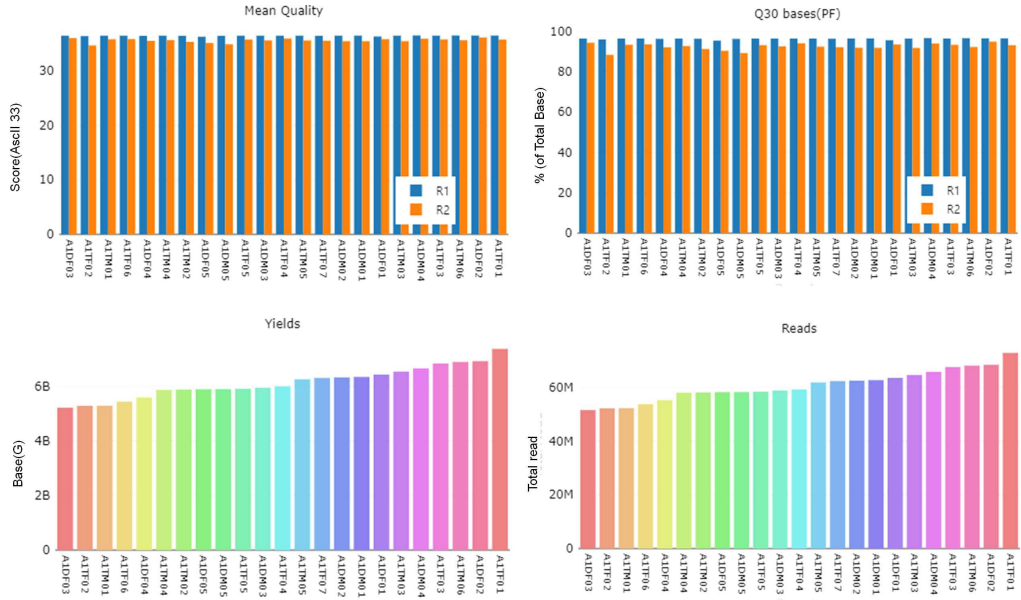 Mean Quality
Score(AscII 33)
30
20
10
0
R1
R2
A1DF03 A1TF02 A1TM01 A1TF06 A1DF04 A1TM04 A1TM02 A1DF05 A1DM05 A1TF05 A1DM03 A1TF04 A1TM05 A1TF07 A1DM02 A1DM01 A1DF01 A1TM03 A1DM04 A1TF03 A1TM06 A1DF02 A1TF01
Q30 bases(PF)
% (of Total Base)
100
80
60
40
20
0
R1
R2
A1DF03 A1TF02 A1TM01 A1TF06 A1DF04 A1TM04 A1TM02 A1DF05 A1DM05 A1TF05 A1DM03 A1TF04 A1TM05 A1TF07 A1DM02 A1DM01 A1DF01 A1TM03 A1DM04 A1TF03 A1TM06 A1DF02 A1TF01
Yields
Base(G)
6B
4B
2B
0
A1DF03 A1TF02 A1TM01 A1TF06 A1DF04 A1TM04 A1TM02 A1DF05 A1DM05 A1TF05 A1DM03 A1TF04 A1TM05 A1TF07 A1DM02 A1DM01 A1DF01 A1TM03 A1DM04 A1TF03 A1TM06 A1DF02 A1TF01
Reads
Total read
60M
40M
20M
0
A1DF03 A1TF02 A1TM01 A1TF06 A1DF04 A1TM04 A1TM02 A1DF05 A1DM05 A1TF05 A1DM03 A1TF04 A1TM05 A1TF07 A1DM02 A1DM01 A1DF01 A1TM03 A1DM04 A1TF03 A1TM06 A1DF02 A1TF01